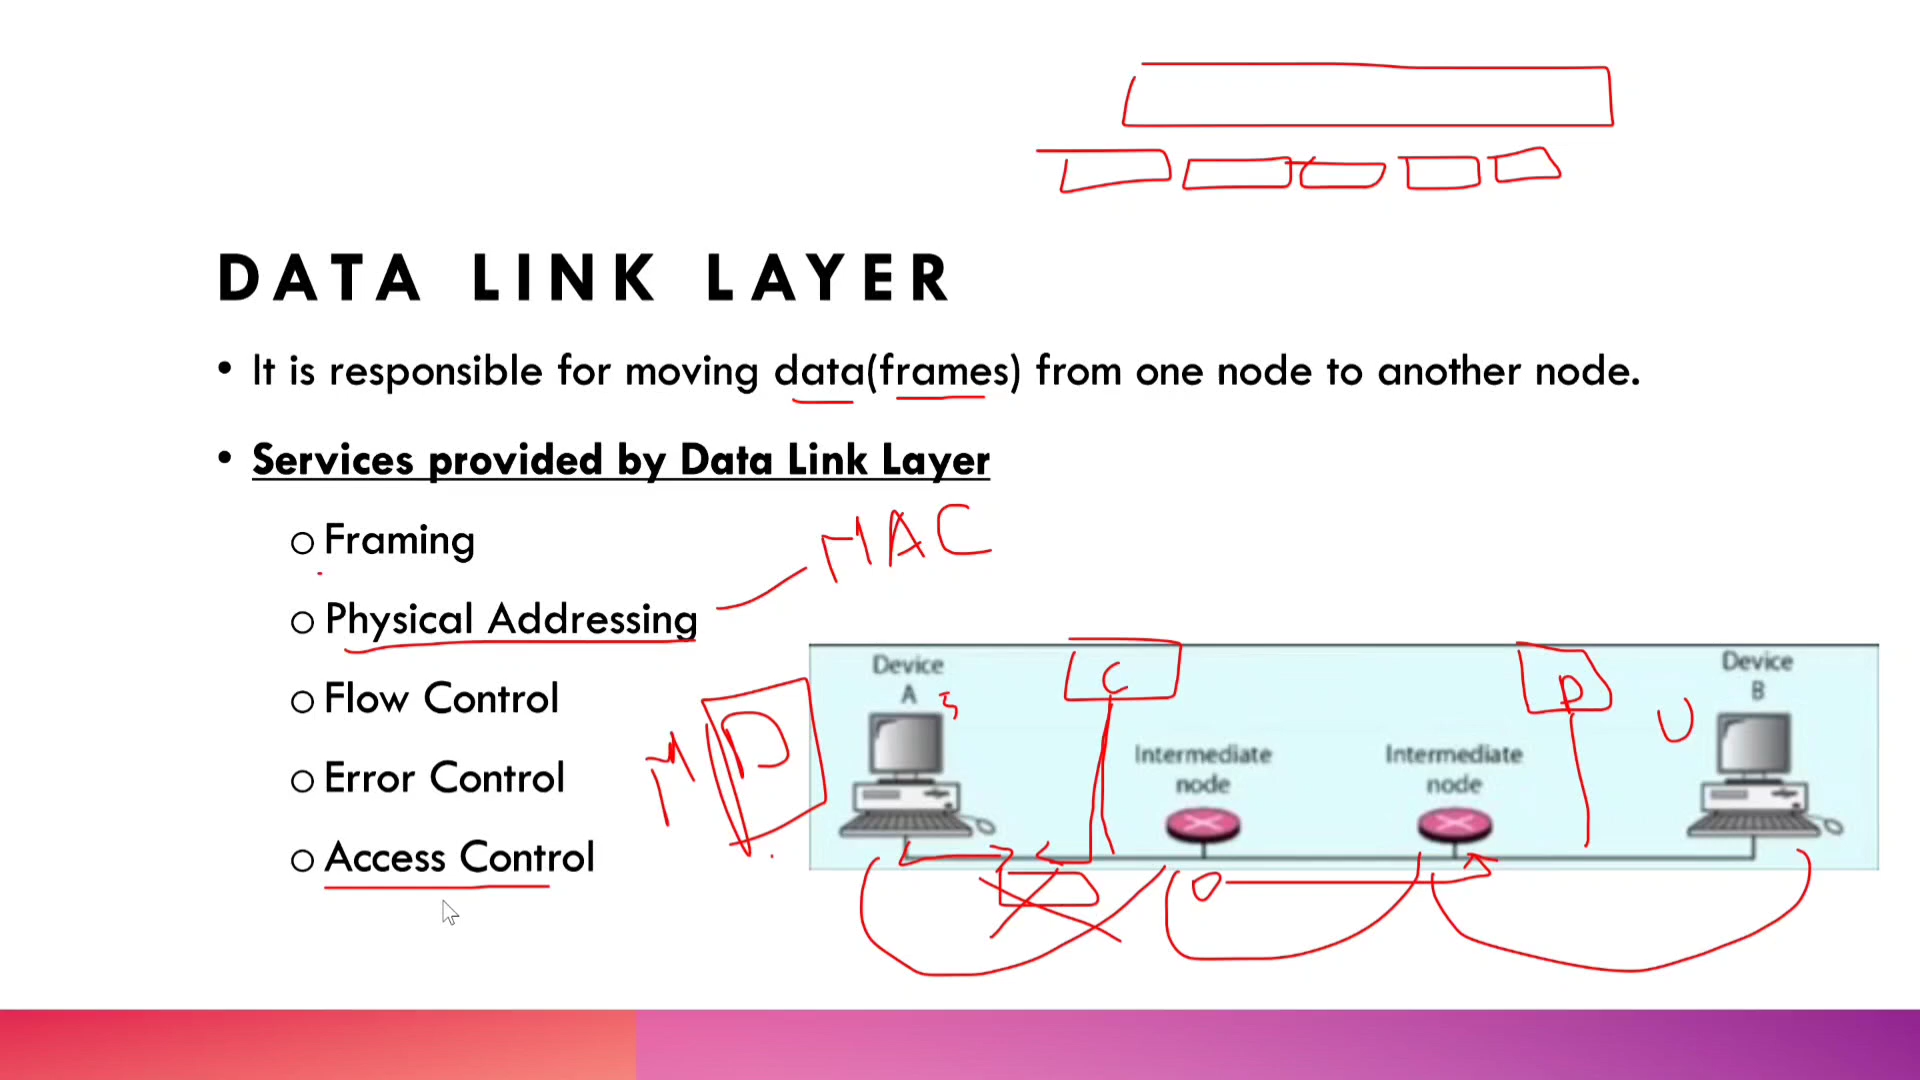 DATA LINK LAYER
• It is responsible for moving data(frames) from one node to another node.
• Services provided by Data Link Layer
○ Framing
MAC
○ Physical Addressing
○ Flow Control
○ Error Control
○ Access Control
Device
A
C
D
Device
B
M
D
Intermediate
node
Intermediate
node